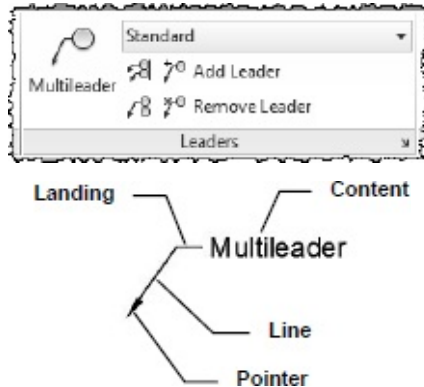 Standard
Multileader
Add Leader
Remove Leader
Leaders
Landing
Content
Multileader
Line
Pointer